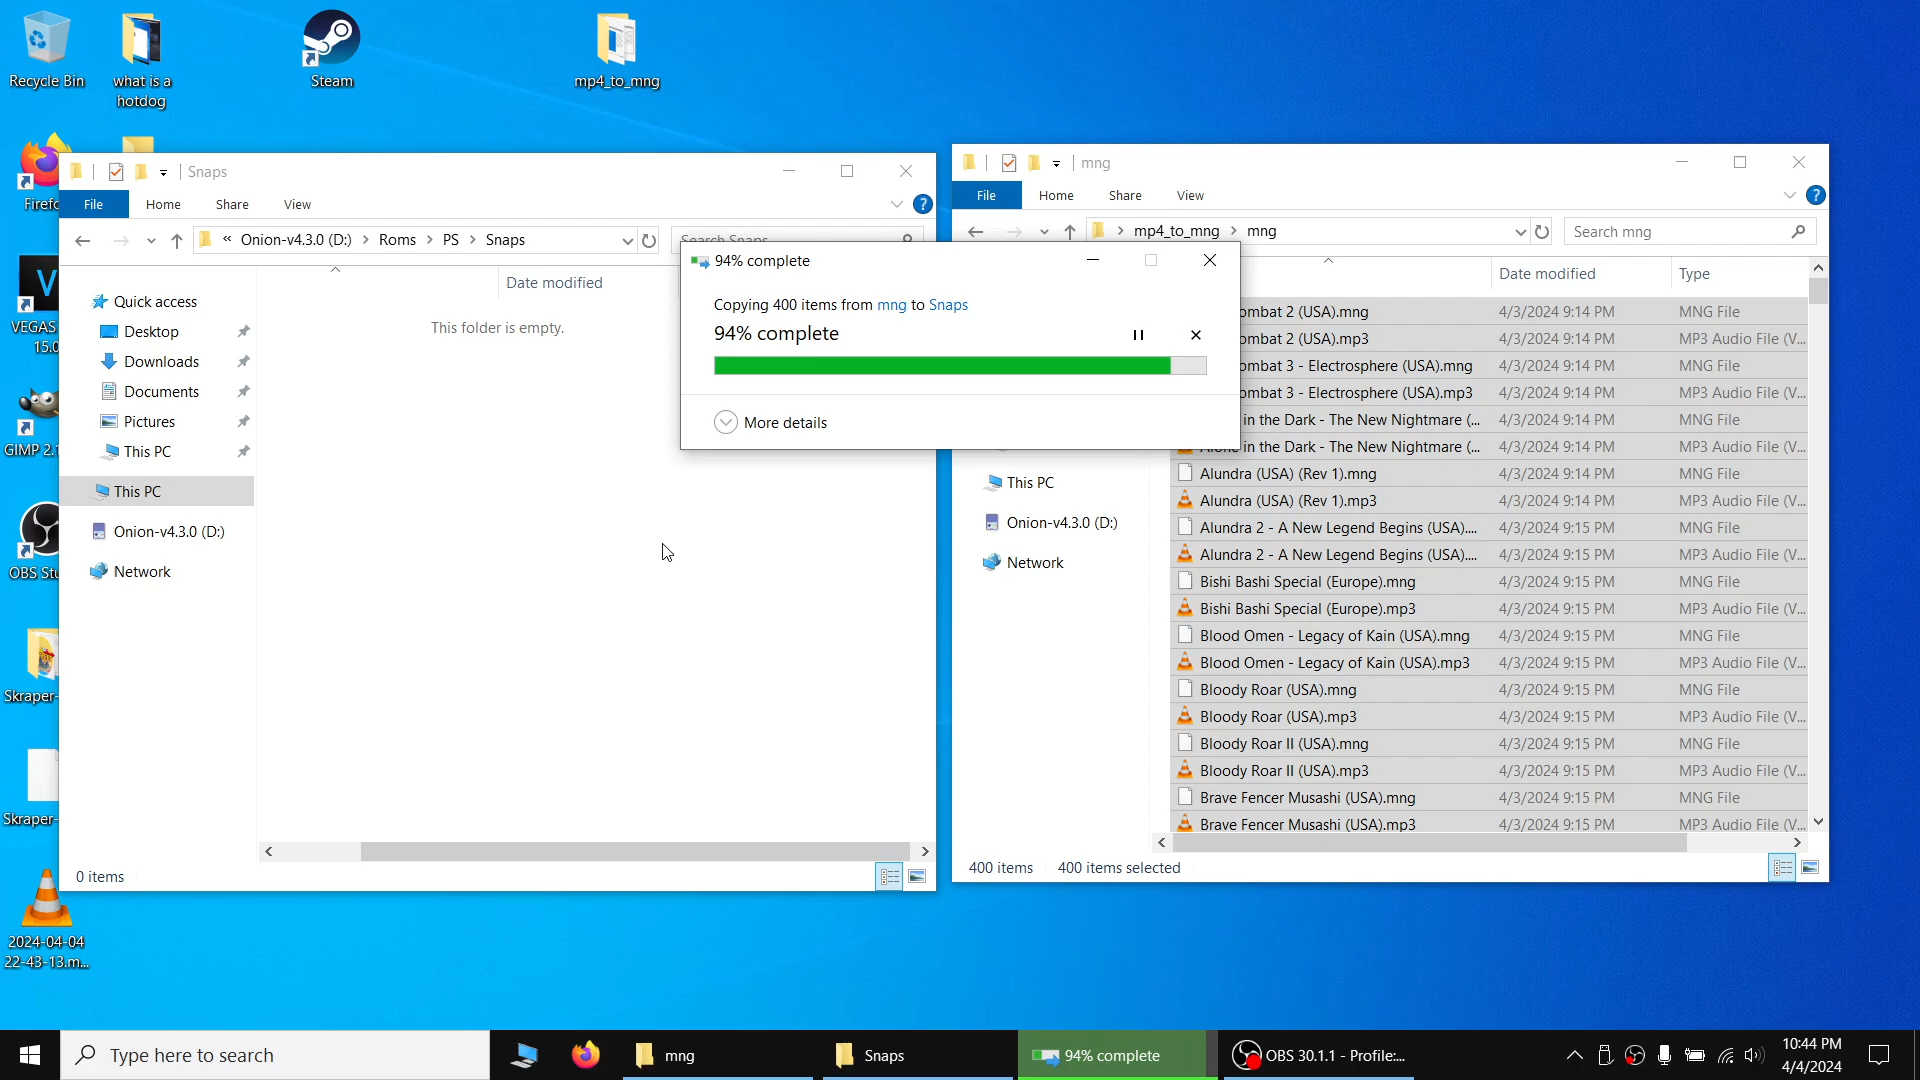 Recycle Bin
what is a
hotdog
Steam
mp4_to_mng
Firefo
VEGAS
15.0
GIMP 2.1
OBS Stu
Skraper-
Skraper-
2024-04-04
22-43-13.m...
Snaps
File
Home
Share
View
?
« Onion-v4.3.0 (D:) > Roms > PS > Snaps
Search Snaps
Date modified
This folder is empty.
Quick access
Desktop
Downloads
Documents
Pictures
This PC
This PC
Onion-v4.3.0 (D:)
Network
0 items
94% complete
Copying 400 items from mng to Snaps
94% complete
More details
mng
File
Home
Share
View
?
> mp4_to_mng > mng
Search mng
Date modified
Type
ombat 2 (USA).mng 4/3/2024 9:14 PM MNG File
ombat 2 (USA).mp3 4/3/2024 9:14 PM MP3 Audio File (V...
ombat 3 - Electrosphere (USA).mng 4/3/2024 9:14 PM MNG File
ombat 3 - Electrosphere (USA).mp3 4/3/2024 9:14 PM MP3 Audio File (V...
in the Dark - The New Nightmare (... 4/3/2024 9:14 PM MNG File
Alone in the Dark - The New Nightmare (... 4/3/2024 9:14 PM MP3 Audio File (V...
Alundra (USA) (Rev 1).mng 4/3/2024 9:14 PM MNG File
Alundra (USA) (Rev 1).mp3 4/3/2024 9:14 PM MP3 Audio File (V...
Alundra 2 - A New Legend Begins (USA).... 4/3/2024 9:15 PM MNG File
Alundra 2 - A New Legend Begins (USA).... 4/3/2024 9:15 PM MP3 Audio File (V...
Bishi Bashi Special (Europe).mng 4/3/2024 9:15 PM MNG File
Bishi Bashi Special (Europe).mp3 4/3/2024 9:15 PM MP3 Audio File (V...
Blood Omen - Legacy of Kain (USA).mng 4/3/2024 9:15 PM MNG File
Blood Omen - Legacy of Kain (USA).mp3 4/3/2024 9:15 PM MP3 Audio File (V...
Bloody Roar (USA).mng 4/3/2024 9:15 PM MNG File
Bloody Roar (USA).mp3 4/3/2024 9:15 PM MP3 Audio File (V...
Bloody Roar II (USA).mng 4/3/2024 9:15 PM MNG File
Bloody Roar II (USA).mp3 4/3/2024 9:15 PM MP3 Audio File (V...
Brave Fencer Musashi (USA).mng 4/3/2024 9:15 PM MNG File
Brave Fencer Musashi (USA).mp3 4/3/2024 9:15 PM MP3 Audio File (V...
This PC
Onion-v4.3.0 (D:)
Network
400 items
400 items selected
Type here to search
mng
Snaps
94% complete
OBS 30.1.1 - Profile:...
10:44 PM
4/4/2024